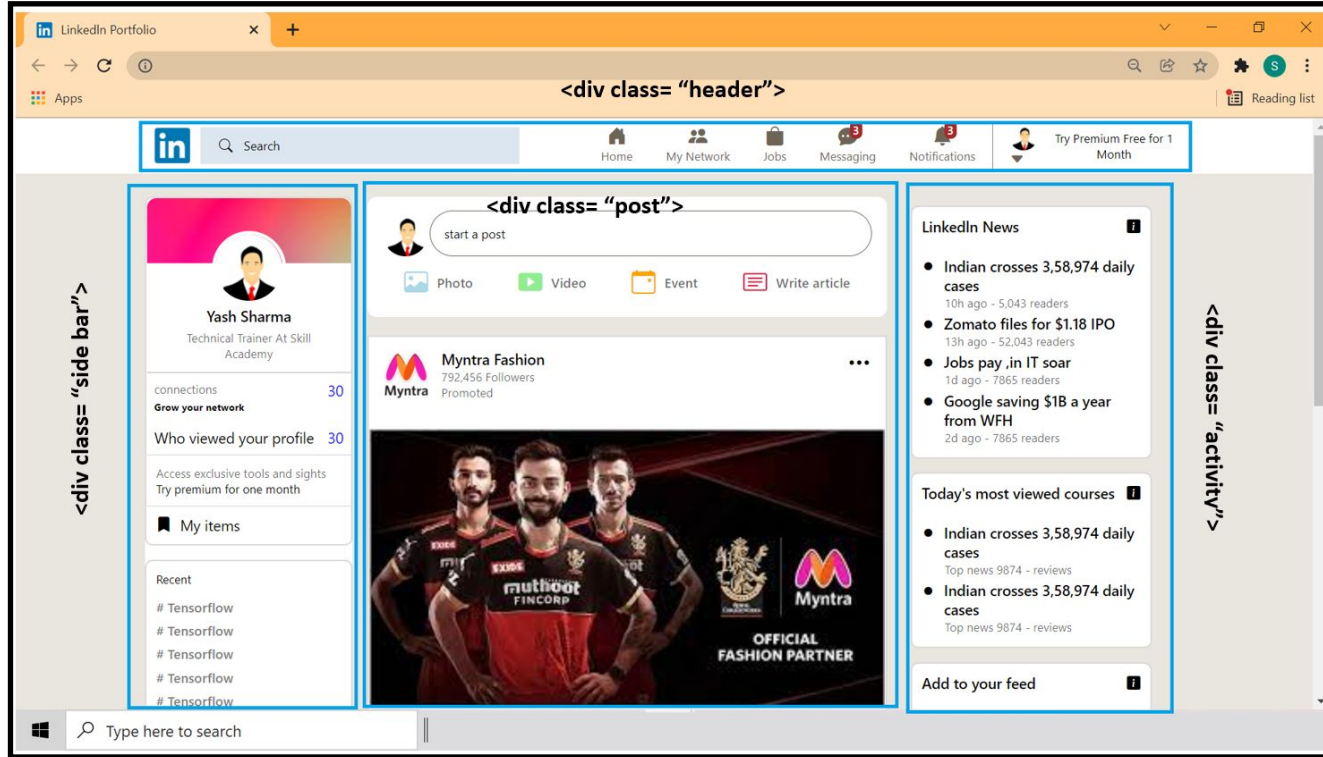 in LinkedIn Portfolio
Apps
Reading list
S
<div class= “header”>
in
Search
Home
My Network
Jobs
3
Messaging
3
Notifications
Try Premium Free for 1
Month
<div class= “side bar”>
Yash Sharma
Technical Trainer At Skill
Academy
connections 30
Grow your network
Who viewed your profile 30
Access exclusive tools and sights
Try premium for one month
My items
Recent
# Tensorflow
# Tensorflow
# Tensorflow
# Tensorflow
# Tensorflow
<div class= “post”>
start a post
Photo
Video
Event
Write article
Myntra
Myntra Fashion
792,456 Followers
Promoted
EXIDE
EXIDE
muthoot
FINCORP
Myntra
OFFICIAL
FASHION PARTNER
LinkedIn News
Indian crosses 3,58,974 daily
cases
10h ago - 5,043 readers
Zomato files for $1.18 IPO
13h ago - 52,043 readers
Jobs pay ,in IT soar
1d ago - 7865 readers
Google saving $1B a year
from WFH
2d ago - 7865 readers
Today's most viewed courses
Indian crosses 3,58,974 daily
cases
Top news 9874 - reviews
Indian crosses 3,58,974 daily
cases
Top news 9874 - reviews
Add to your feed
<div class= “activity”>
Type here to search